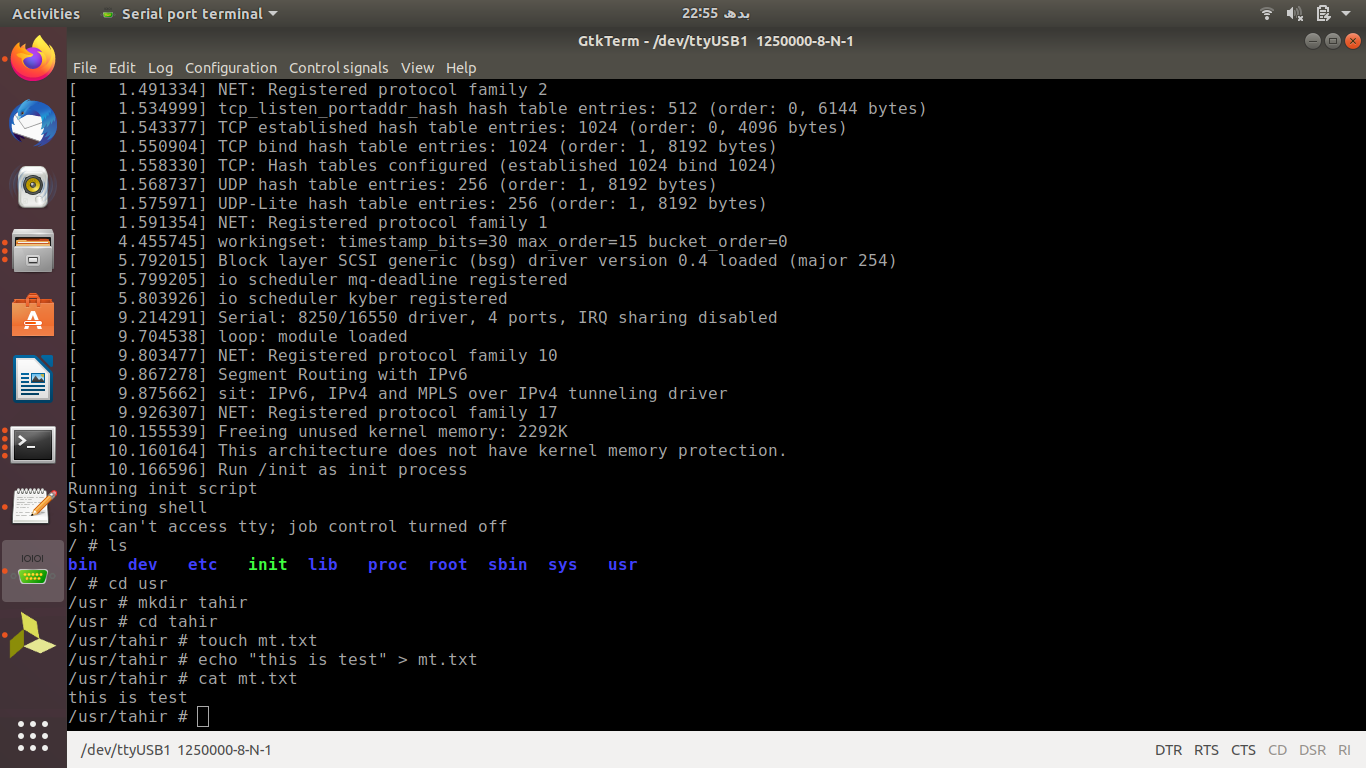 Activities Serial port terminal بدھ 22:55
GtkTerm - /dev/ttyUSB1 1250000-8-N-1
File Edit Log Configuration Control signals View Help
[    1.491334] NET: Registered protocol family 2
[    1.534999] tcp_listen_portaddr_hash hash table entries: 512 (order: 0, 6144 bytes)
[    1.543377] TCP established hash table entries: 1024 (order: 0, 4096 bytes)
[    1.550904] TCP bind hash table entries: 1024 (order: 1, 8192 bytes)
[    1.558330] TCP: Hash tables configured (established 1024 bind 1024)
[    1.568737] UDP hash table entries: 256 (order: 1, 8192 bytes)
[    1.575971] UDP-Lite hash table entries: 256 (order: 1, 8192 bytes)
[    1.591354] NET: Registered protocol family 1
[    4.455745] workingset: timestamp_bits=30 max_order=15 bucket_order=0
[    5.792015] Block layer SCSI generic (bsg) driver version 0.4 loaded (major 254)
[    5.799205] io scheduler mq-deadline registered
[    5.803926] io scheduler kyber registered
[    9.214291] Serial: 8250/16550 driver, 4 ports, IRQ sharing disabled
[    9.704538] loop: module loaded
[    9.803477] NET: Registered protocol family 10
[    9.867278] Segment Routing with IPv6
[    9.875662] sit: IPv6, IPv4 and MPLS over IPv4 tunneling driver
[    9.926307] NET: Registered protocol family 17
[   10.155539] Freeing unused kernel memory: 2292K
[   10.160164] This architecture does not have kernel memory protection.
[   10.166596] Run /init as init process
Running init script
Starting shell
sh: can't access tty; job control turned off
/ # ls
bin   dev   etc   init  lib   proc  root  sbin  sys   usr
/ # cd usr
/usr # mkdir tahir
/usr # cd tahir
/usr/tahir # touch mt.txt
/usr/tahir # echo "this is test" > mt.txt
/usr/tahir # cat mt.txt
this is test
/usr/tahir #
/dev/ttyUSB1 1250000-8-N-1 DTR RTS CTS CD DSR RI
IOIOI